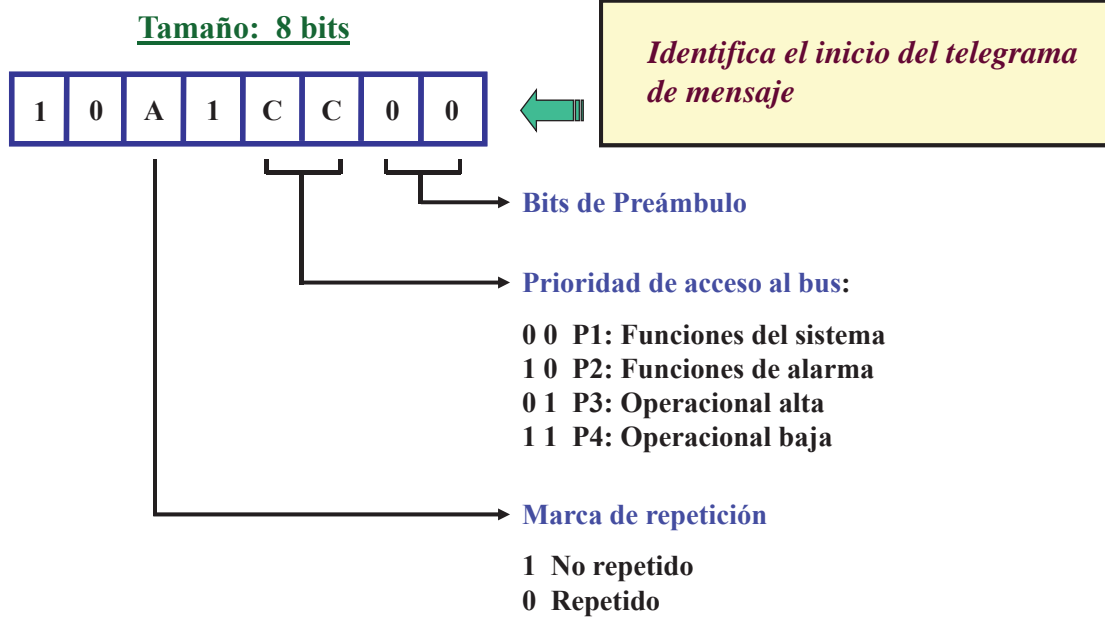 Tamaño: 8 bits
Identifica el inicio del telegrama
de mensaje
1 0 A 1 C C 0 0
Bits de Preámbulo
Prioridad de acceso al bus:
0 0 P1: Funciones del sistema
1 0 P2: Funciones de alarma
0 1 P3: Operacional alta
1 1 P4: Operacional baja
Marca de repetición
1 No repetido
0 Repetido